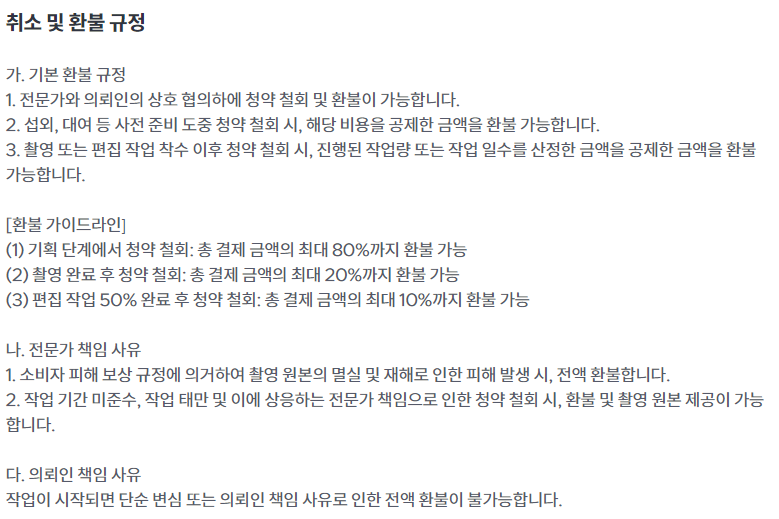 취소 및 환불 규정
가. 기본 환불 규정
1. 전문가와 의뢰인의 상호 협의하에 청약 철회 및 환불이 가능합니다.
2. 섭외, 대여 등 사전 준비 도중 청약 철회 시, 해당 비용을 공제한 금액을 환불 가능합니다.
3. 촬영 또는 편집 작업 착수 이후 청약 철회 시, 진행된 작업량 또는 작업 일수를 산정한 금액을 공제한 금액을 환불
가능합니다.
[환불 가이드라인]
(1) 기획 단계에서 청약 철회: 총 결제 금액의 최대 80%까지 환불 가능
(2) 촬영 완료 후 청약 철회: 총 결제 금액의 최대 20%까지 환불 가능
(3) 편집 작업 50% 완료 후 청약 철회: 총 결제 금액의 최대 10%까지 환불 가능
나. 전문가 책임 사유
1. 소비자 피해 보상 규정에 의거하여 촬영 원본의 멸실 및 재해로 인한 피해 발생 시, 전액 환불합니다.
2. 작업 기간 미준수, 작업 태만 및 이에 상응하는 전문가 책임으로 인한 청약 철회 시, 환불 및 촬영 원본 제공이 가능
합니다.
다. 의뢰인 책임 사유
작업이 시작되면 단순 변심 또는 의뢰인 책임 사유로 인한 전액 환불이 불가능합니다.